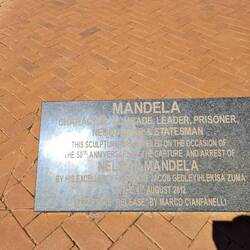 MANDELA
CHARACTER, COMRADE, LEADER, PRISONER,
NEGOTIATOR & STATESMAN
THIS SCULPTURE WAS UNVEILED ON THE OCCASION OF
THE 50TH ANNIVERSARY OF THE CAPTURE AND ARREST OF
NELSON MANDELA
BY HIS EXCELLENCY PRESIDENT JACOB GEDLEYIHLEKISA ZUMA
4TH AUGUST 2012
SCULPTURE 'RELEASE' BY MARCO CIANFANELLI